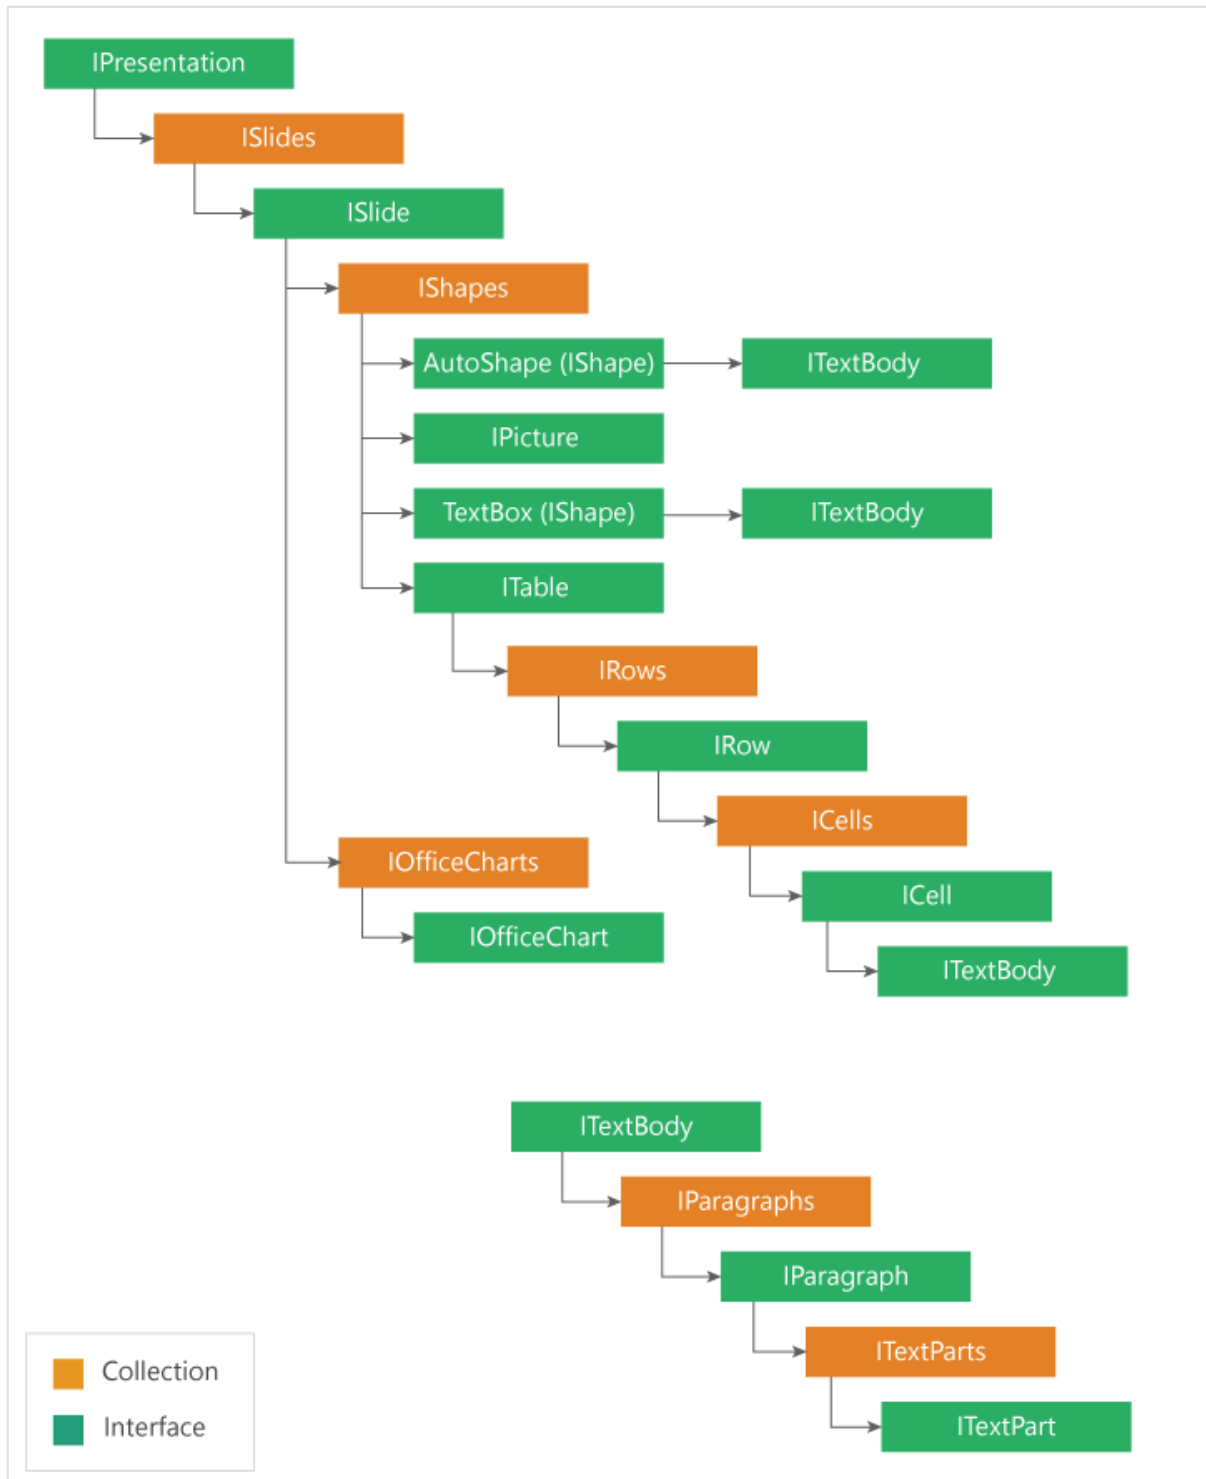 IPresentation
ISlides
ISlide
IShapes
AutoShape (IShape)
ITextBody
IPicture
TextBox (IShape)
ITextBody
ITable
IRows
IRow
ICells
IOfficeCharts
ICell
IOfficeChart
ITextBody
ITextBody
IParagraphs
IParagraph
ITextParts
ITextPart
Collection
Interface